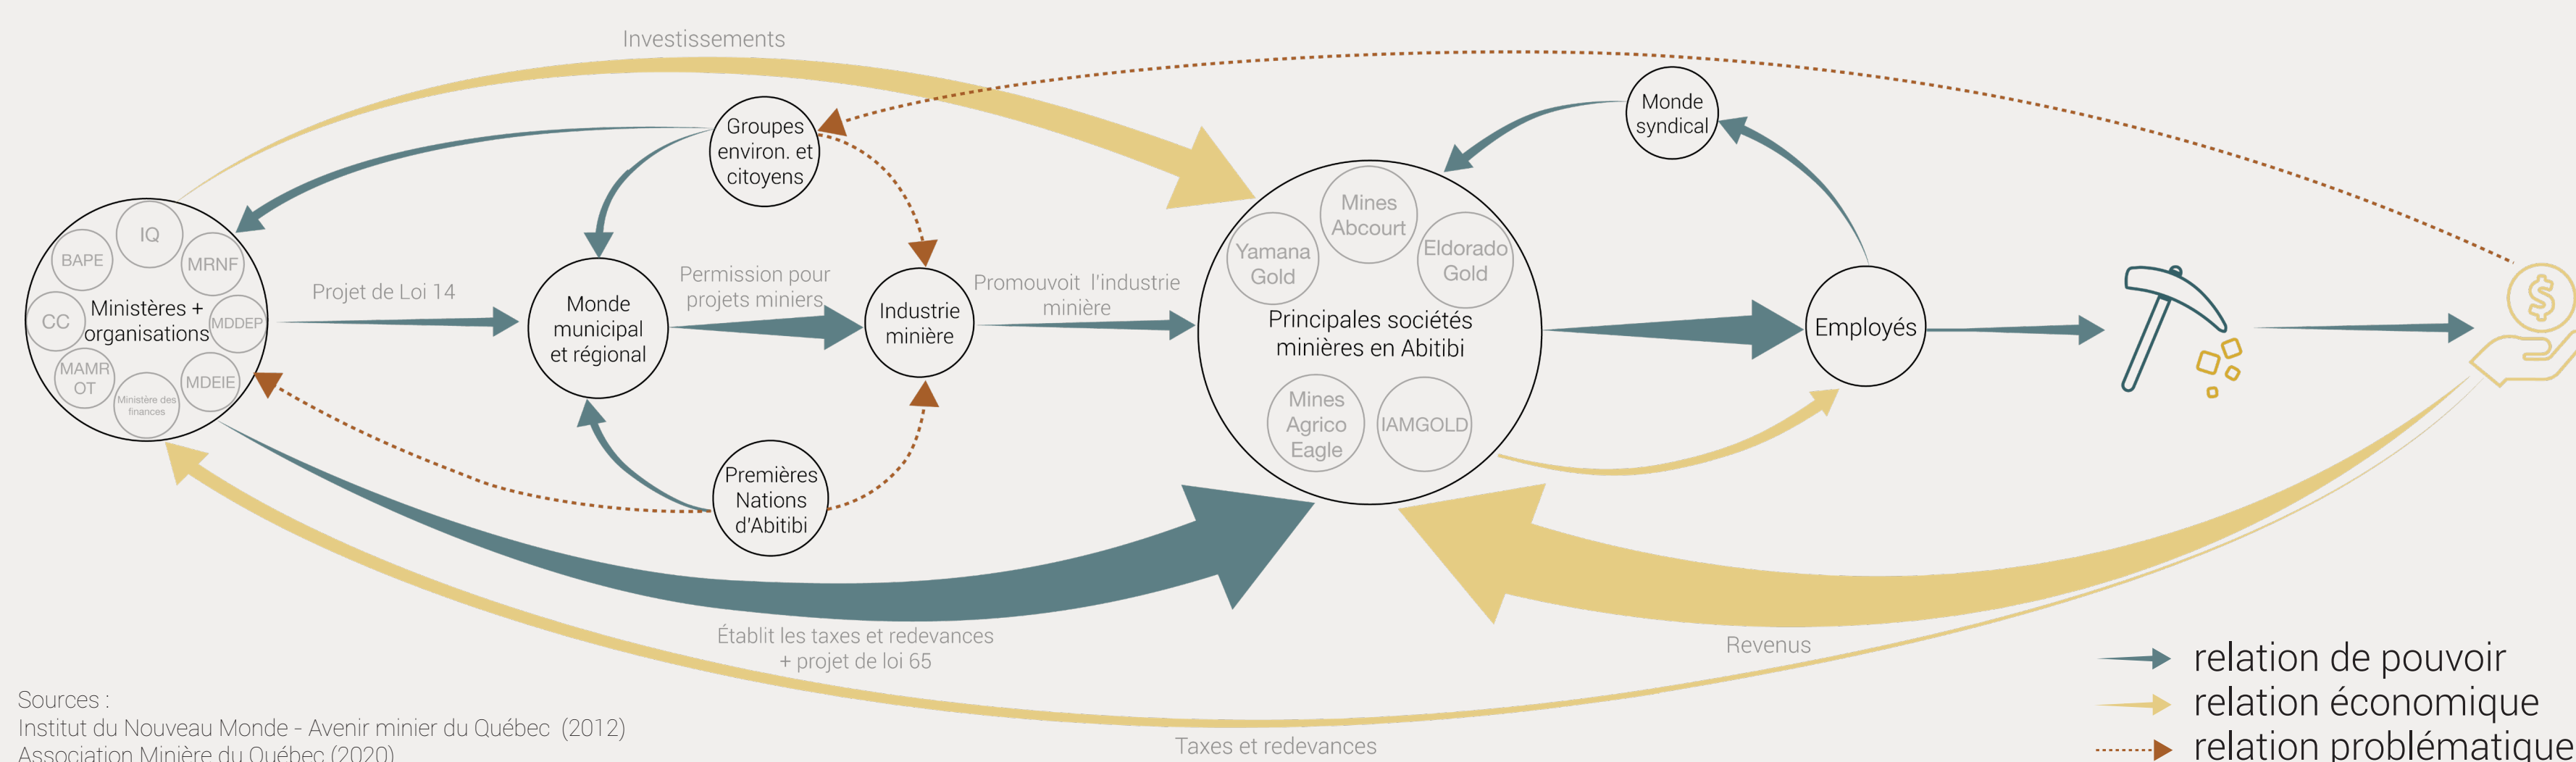 Investissements
Groupes
environ. et
citoyens
Monde
syndical
IQ
BAPE
MRNF
CC
Ministères +
organisations
MDDEP
MAMR
OT
Ministère des
finances
MDEIE
Projet de Loi 14
Monde
municipal
et régional
Permission pour
projets miniers
Industrie
minière
Promouvoit l'industrie
minière
Mines
Abcourt
Yamana
Gold
Eldorado
Gold
Principales sociétés
minières en Abitibi
Mines
Agrico
Eagle
IAMGOLD
Employés
$
Premières
Nations
d'Abitibi
Établit les taxes et redevances
+ projet de loi 65
Revenus
Taxes et redevances
relation de pouvoir
relation économique
relation problématique
Sources :
Institut du Nouveau Monde - Avenir minier du Québec (2012)
Association Minière du Québec (2020)